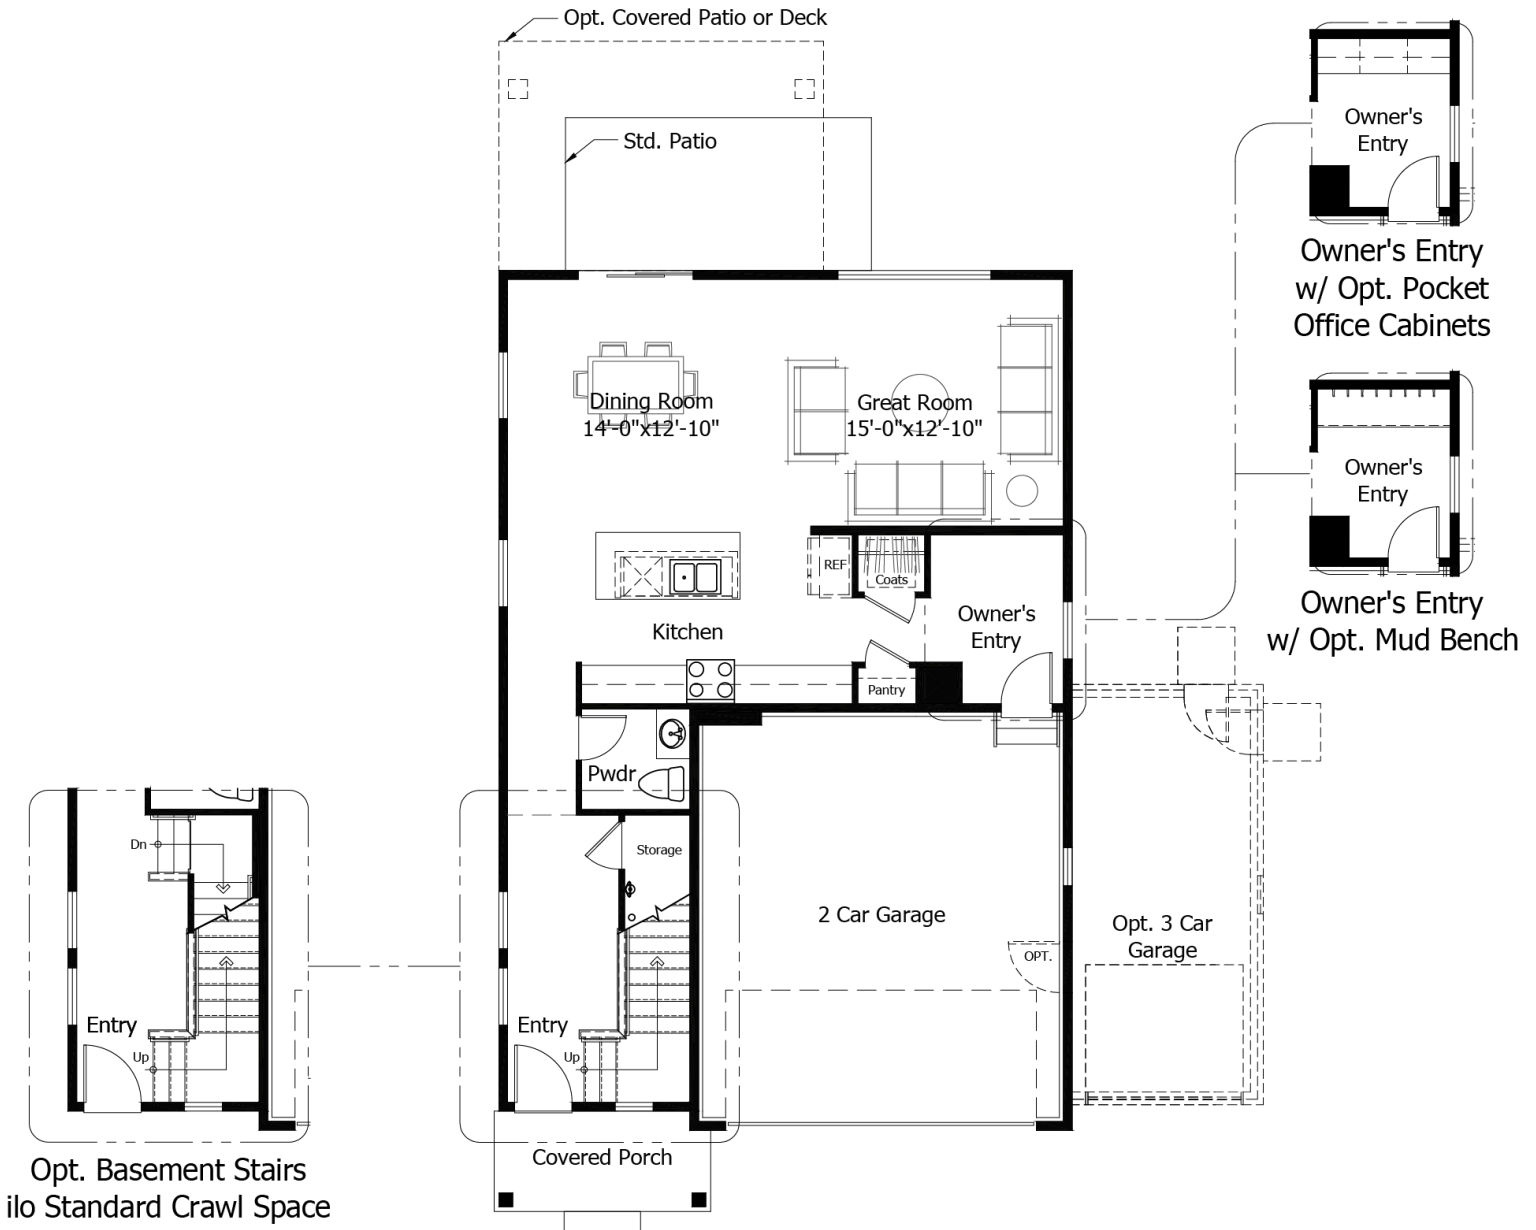 Opt. Covered Patio or Deck
Std. Patio
Owner's
Entry
Owner's Entry
w/ Opt. Pocket
Office Cabinets
Dining Room
14'-0"x12'-10"
Great Room
15'-0"x12'-10"
Owner's
Entry
Owner's Entry
w/ Opt. Mud Bench
REF
Coats
Owner's
Entry
Kitchen
Pantry
Pwdr
Storage
2 Car Garage
Opt. 3 Car
Garage
OPT.
Entry
Up
Dn
Entry
Up
Covered Porch
Opt. Basement Stairs
ilo Standard Crawl Space